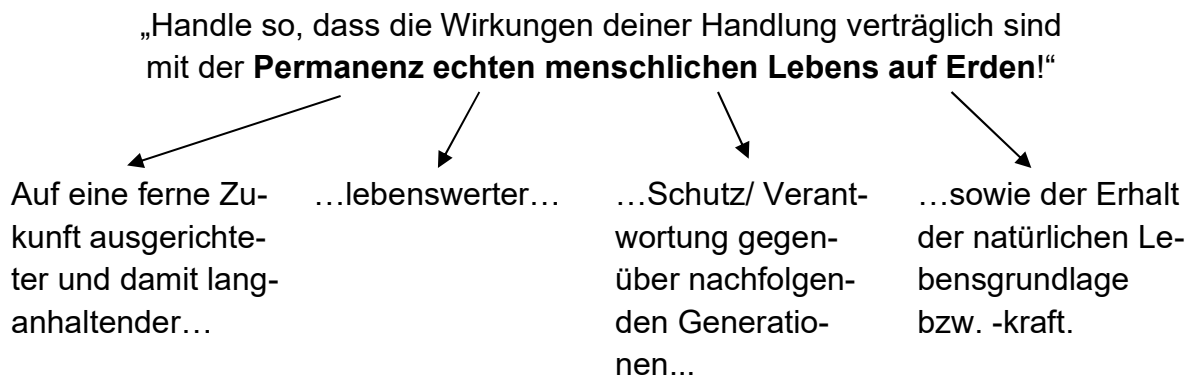 „Handle so, dass die Wirkungen deiner Handlung verträglich sind
mit der Permanenz echten menschlichen Lebens auf Erden!“
Auf eine ferne Zu-
kunft ausgerichte-
ter und damit lang-
anhaltender…
…lebenswerter…
…Schutz/ Verant-
wortung gegen-
über nachfolgen-
den Generatio-
nen...
…sowie der Erhalt
der natürlichen Le-
bensgrundlage
bzw. -kraft.